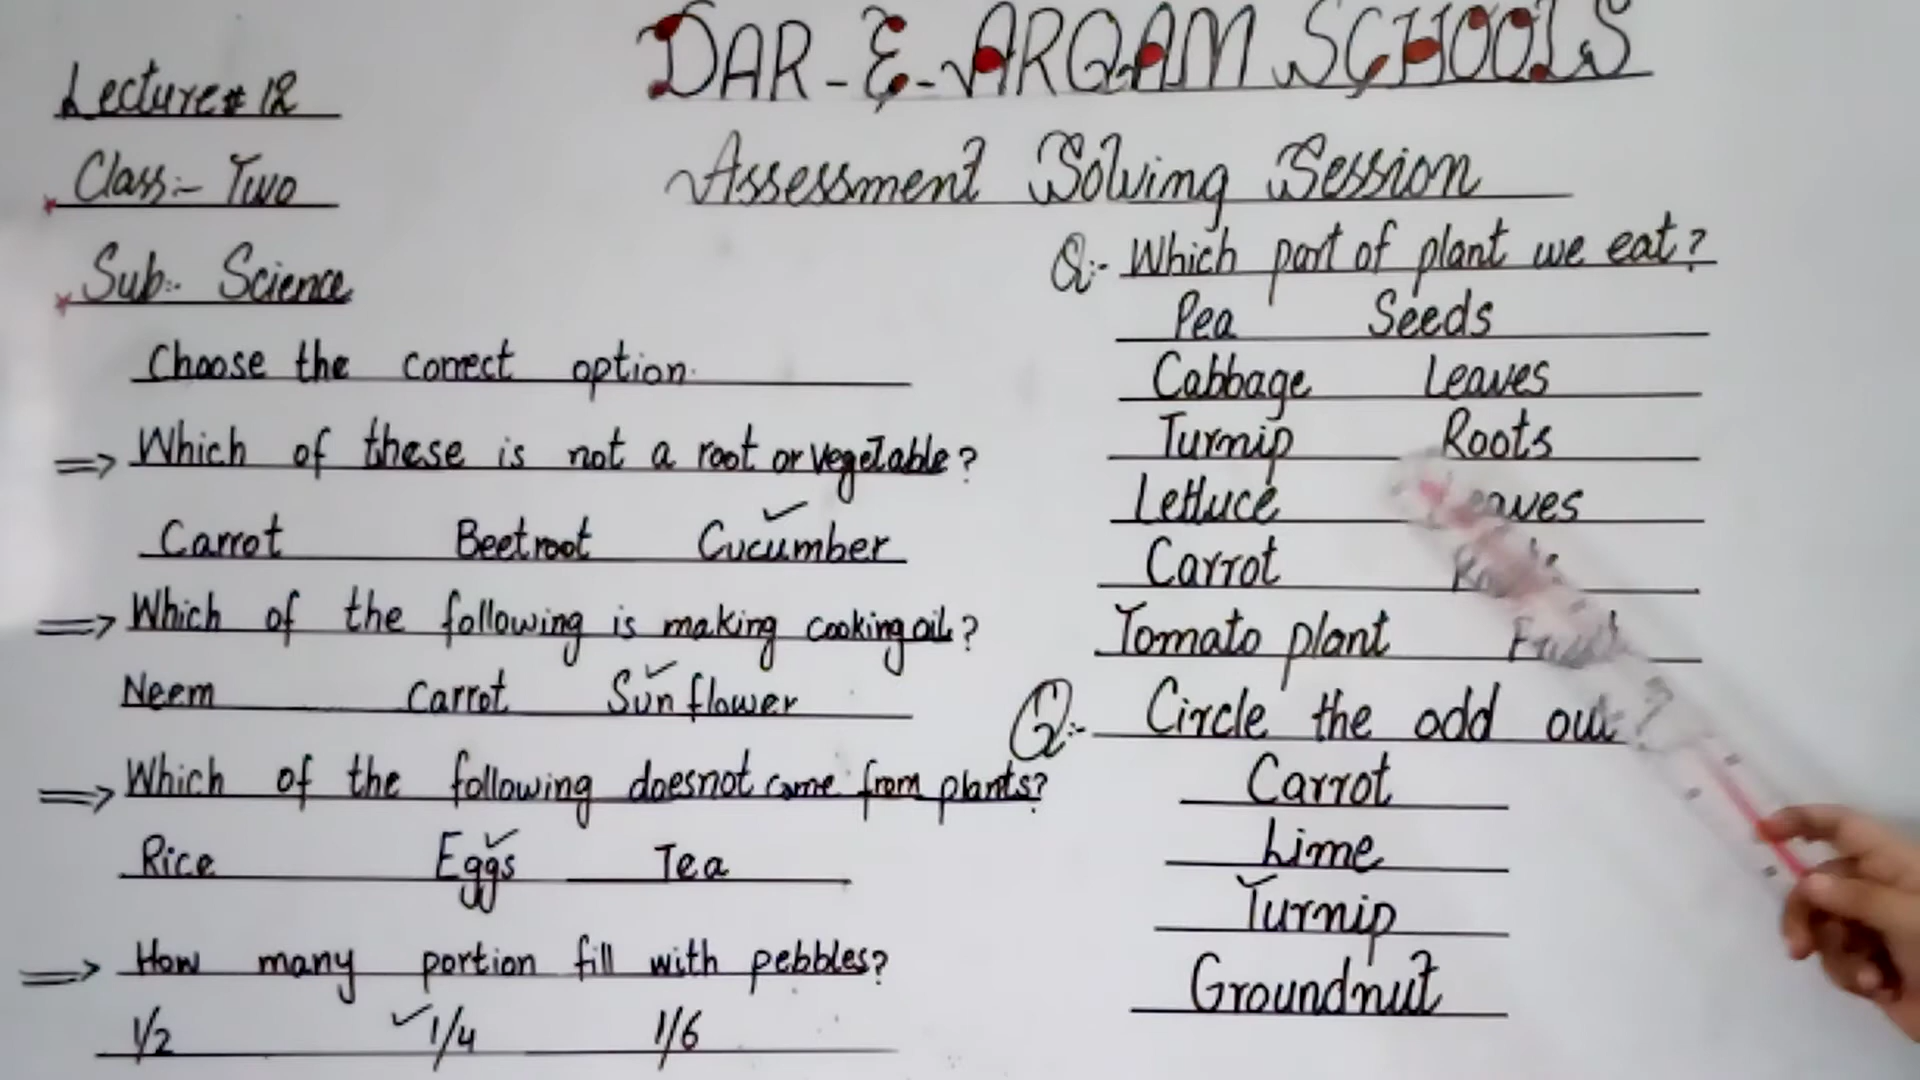 DAR-E-ARQAM SCHOOLS
Assessment Solving Session
Lecture# 12
Class:- Two
Sub:. Science
Choose the correct option.
⇒ Which of these is not a root or vegetable?
Carrot Beetroot Cucumber ✓
⇒ Which of the following is making cooking oil?
Neem Carrot Sunflower ✓
⇒ Which of the following doesnot come from plants?
Rice Eggs ✓ Tea
⇒ How many portion fill with pebbles?
1/2 ✓ 1/4 1/6
Q:- Which part of plant we eat?
Pea Seeds
Cabbage Leaves
Turnip Roots
Lettuce Leaves
Carrot
Tomato plant
Q:- Circle the odd out?
Carrot
Lime
Turnip
Groundnut